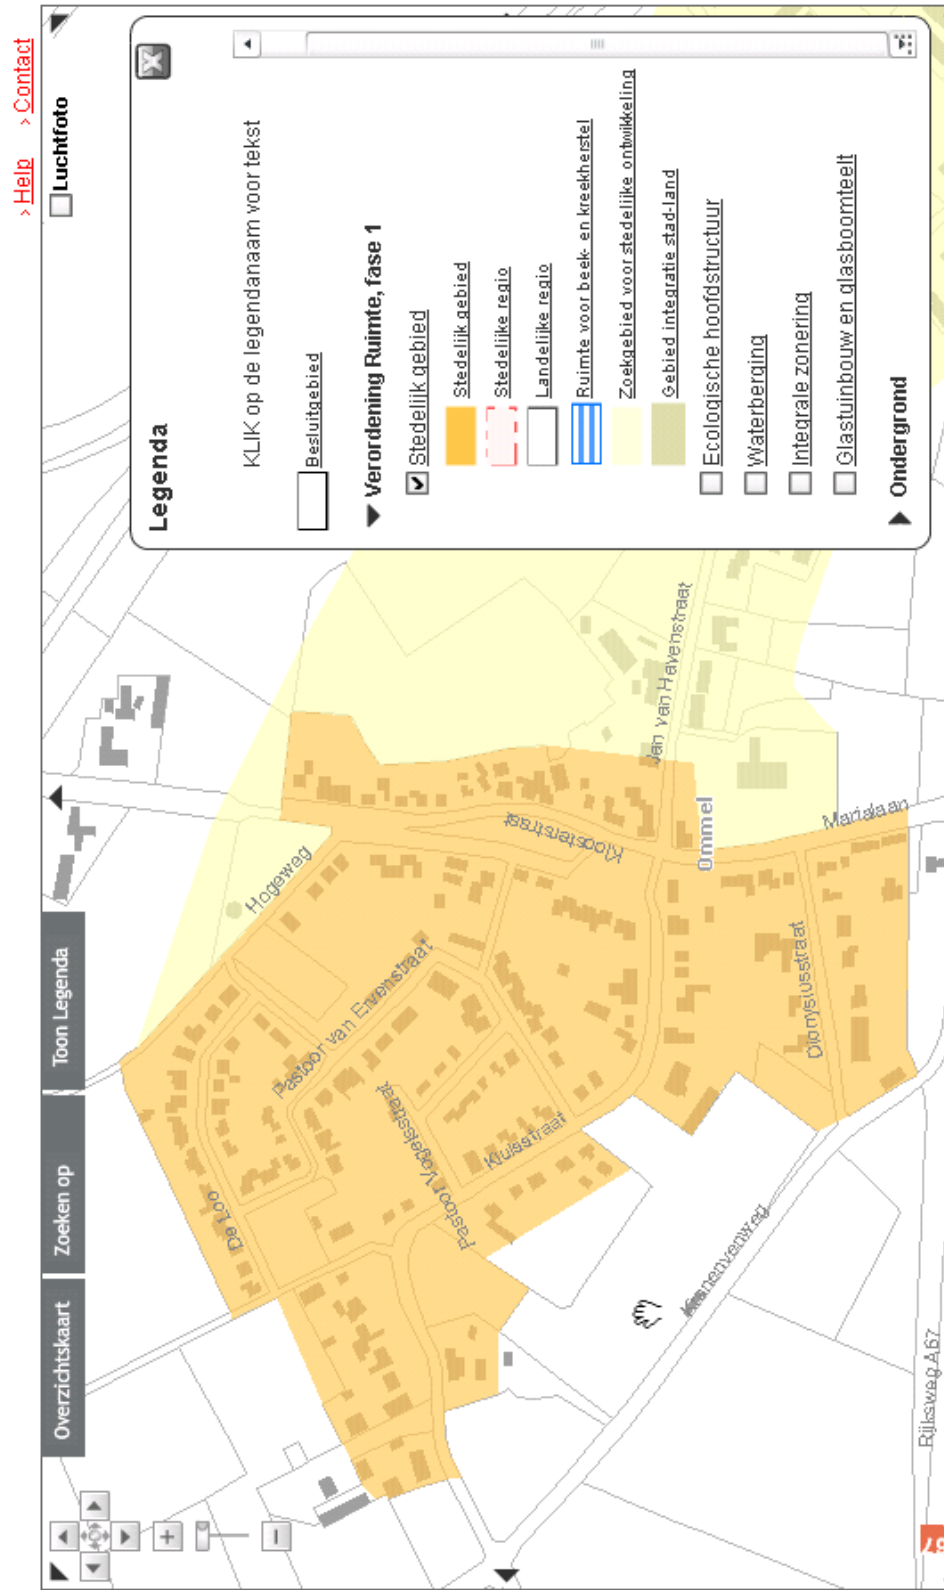 > Help > Contact
Overzichtskaart Zoeken op Toon Legenda
Luchtfoto
Legenda
KLIK op de legendanaam voor tekst
Besluitgebied
Verordening Ruimte, fase 1
Stedelijk gebied
Stedelijk gebied
Stedelijke regio
Landelijke regio
Ruimte voor beek- en kreekherstel
Zoekgebied voor stedelijke ontwikkeling
Gebied integratie stad-land
Ecologische hoofdstructuur
Waterberging
Integrale zonering
Glastuinbouw en glasboomteelt
Ondergrond
Hogeweg
De Loo
Pastoor van Ervenstraat
Kloosterstraat
Pastoor Vogelsstraat
Kluisstraat
Jan van Havenstraat
Ommel
Marialaan
Dionysiusstraat
Kranenvenweg
Rijksweg A67
67